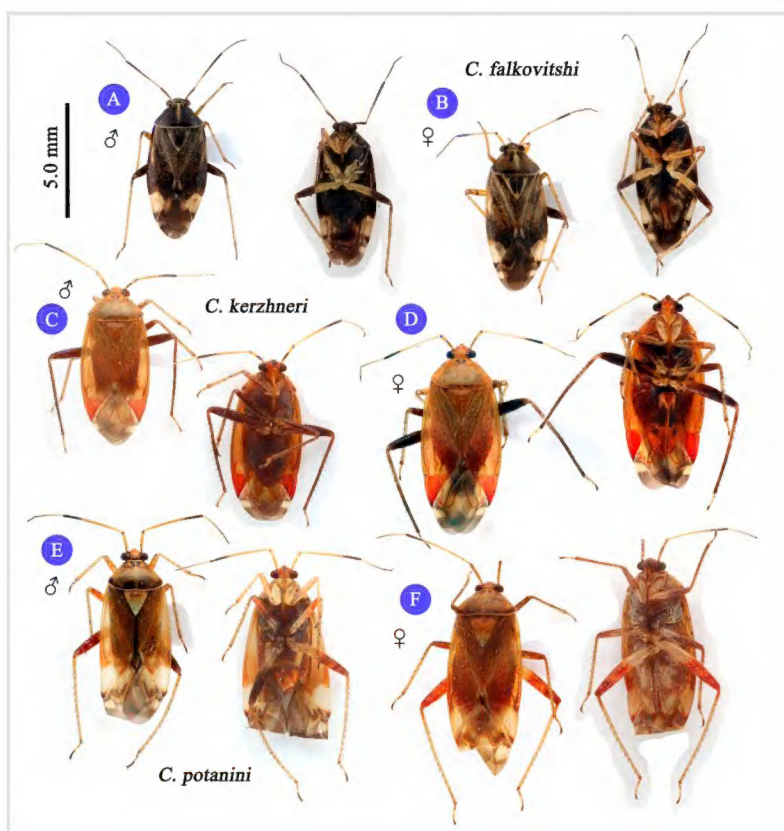 C. falkovitshi
A
B
♂
♀
5.0 mm
C. kerzhneri
♂
C
D
♀
E
♂
F
♀
C. potanini